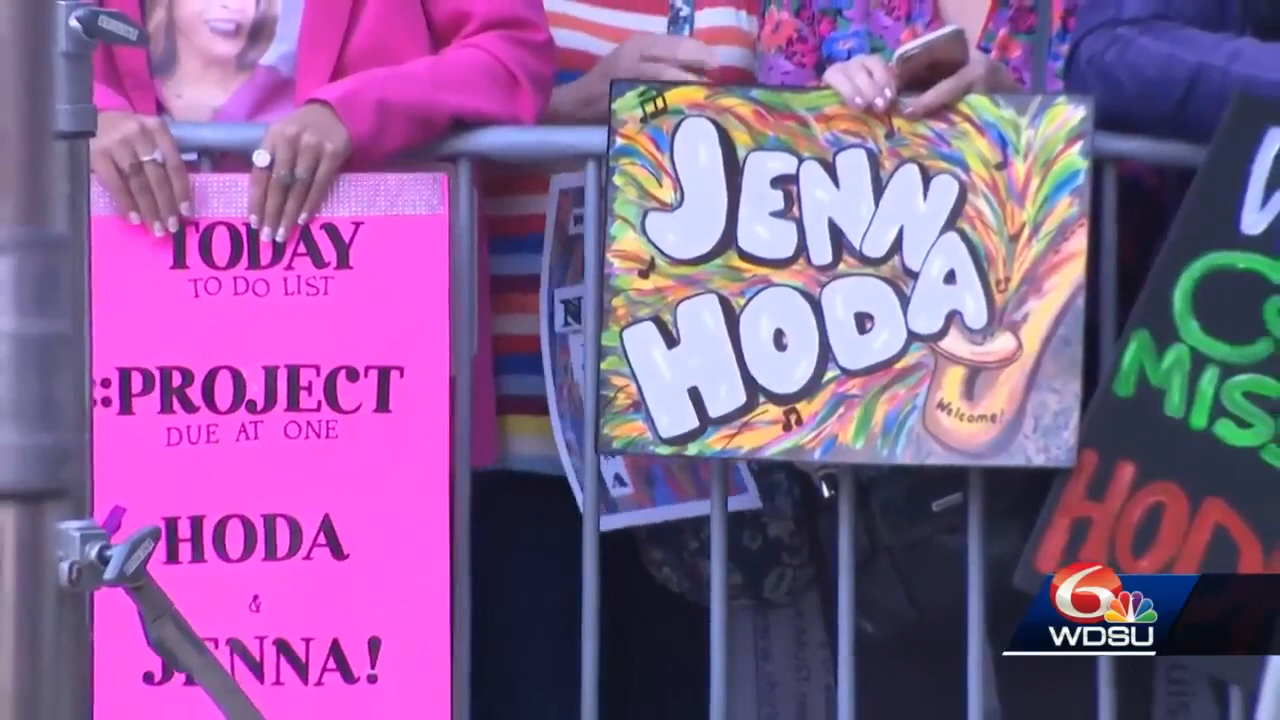 TODAY
TO DO LIST
::PROJECT
DUE AT ONE
HODA
&
JENNA!
JENNA
HODA
Welcome!
MIS
HOD
6
WDSU